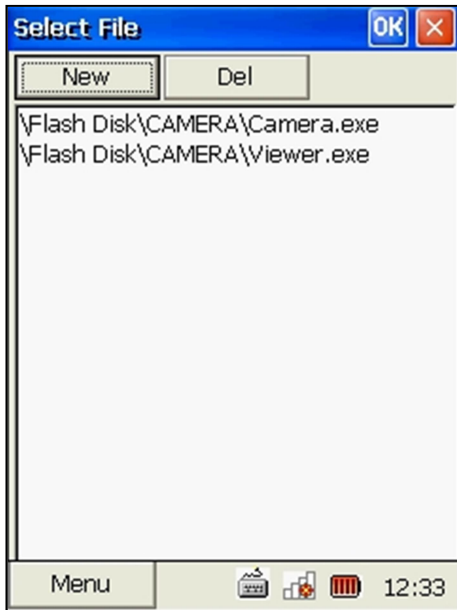 Select File OK
New Del
\Flash Disk\CAMERA\Camera.exe
\Flash Disk\CAMERA\Viewer.exe
Menu 12:33